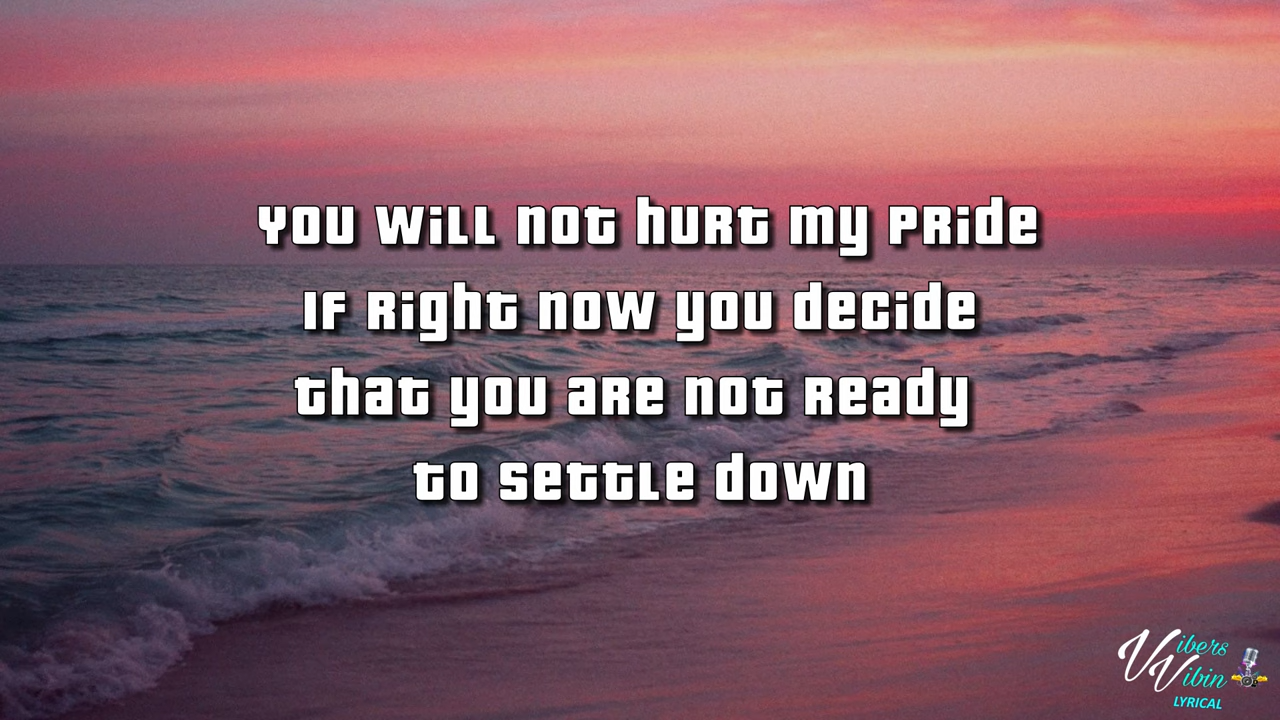 YOU WILL not hURt my PRide
IF Right now you decide
that you aRe not Ready
to settLe down
Vibers
Vibin
LYRICAL